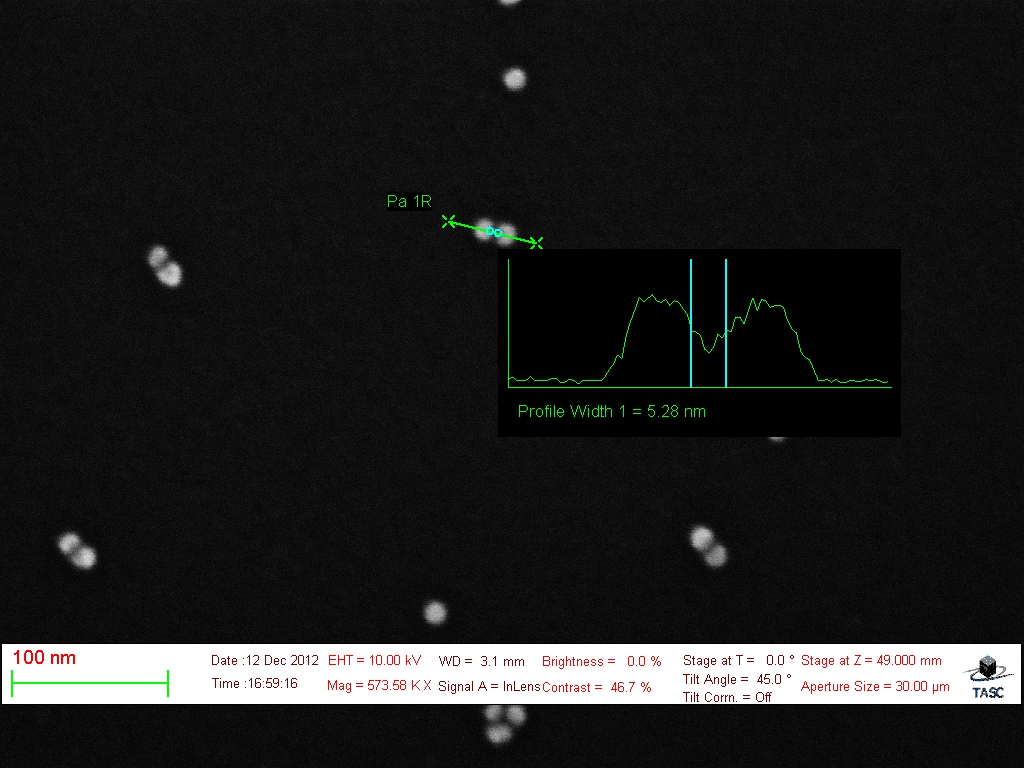 Pa 1R
Profile Width 1 = 5.28 nm
100 nm
Date :12 Dec 2012
Time :16:59:16
EHT = 10.00 kV
Mag = 573.58 K X
WD = 3.1 mm
Signal A = InLens
Brightness = 0.0 %
Contrast = 46.7 %
Stage at T = 0.0 °
Tilt Angle = 45.0 °
Tilt Corrn. = Off
Stage at Z = 49.000 mm
Aperture Size = 30.00 µm
TASC